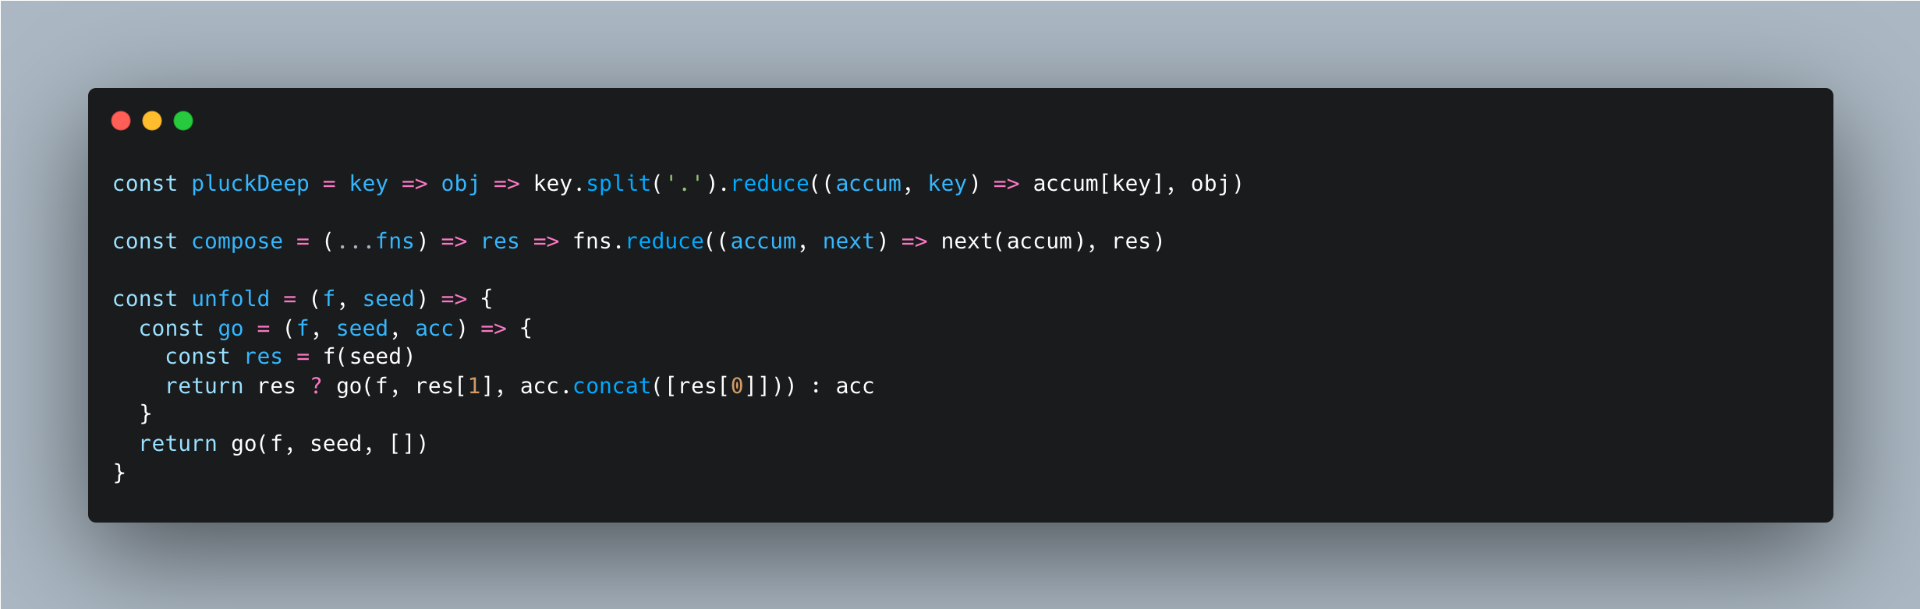 const pluckDeep = key => obj => key.split('.').reduce((accum, key) => accum[key], obj)
const compose = (...fns) => res => fns.reduce((accum, next) => next(accum), res)
const unfold = (f, seed) => {
  const go = (f, seed, acc) => {
    const res = f(seed)
    return res ? go(f, res[1], acc.concat([res[0]])) : acc
  }
  return go(f, seed, [])
}